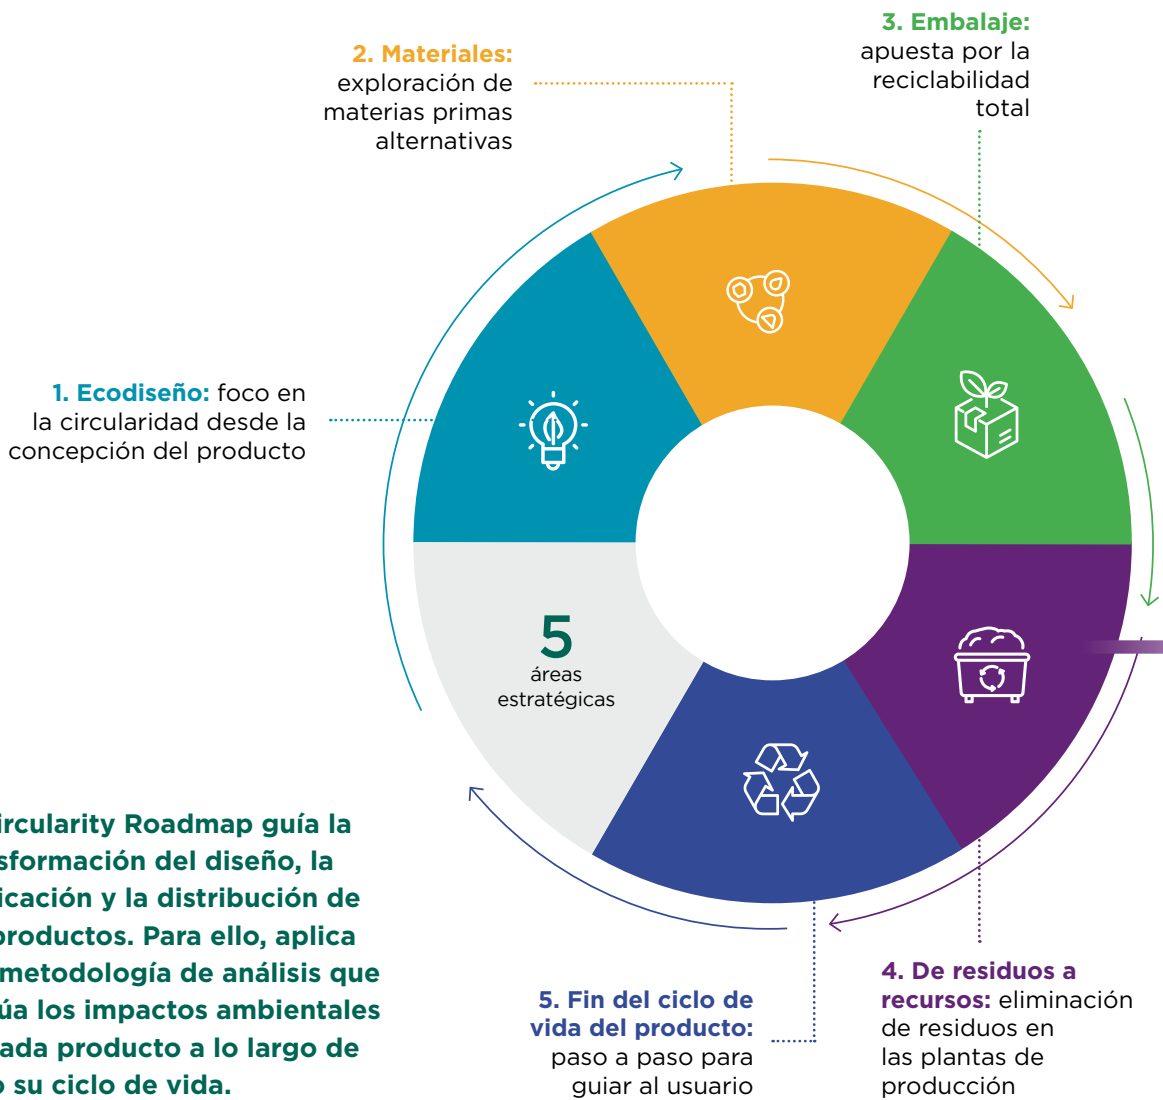 2. Materiales:
exploración de
materias primas
alternativas
3. Embalaje:
apuesta por la
reciclabilidad
total
1. Ecodiseño: foco en
la circularidad desde la
concepción del producto
5
áreas
estratégicas
ircularity Roadmap guía la
sformación del diseño, la
icación y la distribución de
productos. Para ello, aplica
metodología de análisis que
úa los impactos ambientales
ada producto a lo largo de
o su ciclo de vida.
5. Fin del ciclo de
vida del producto:
paso a paso para
guiar al usuario
4. De residuos a
recursos: eliminación
de residuos en
las plantas de
producción